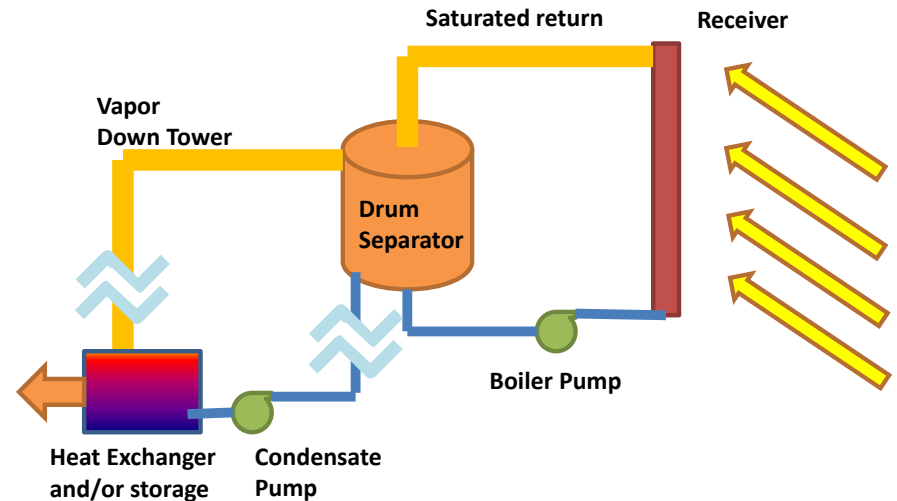 Saturated return
Receiver
Vapor
Down Tower
Drum
Separator
Boiler Pump
Heat Exchanger
and/or storage
Condensate
Pump